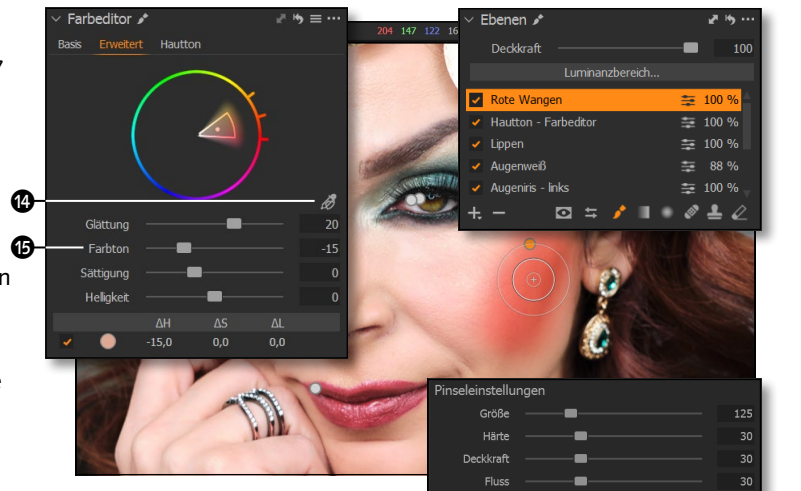 Farbeditor
Basis Erweitert Hautton
⓮
Glättung 20
⓯ Farbton -15
Sättigung 0
Helligkeit 0
ΔH ΔS ΔL
-15,0 0,0 0,0
204 147 122 16
Ebenen
Deckkraft 100
Luminanzbereich...
Rote Wangen 100 %
Hautton - Farbeditor 100 %
Lippen 100 %
Augenweiß 88 %
Augeniris - links 100 %
Pinseleinstellungen
Größe 125
Härte 30
Deckkraft 30
Fluss 30
n